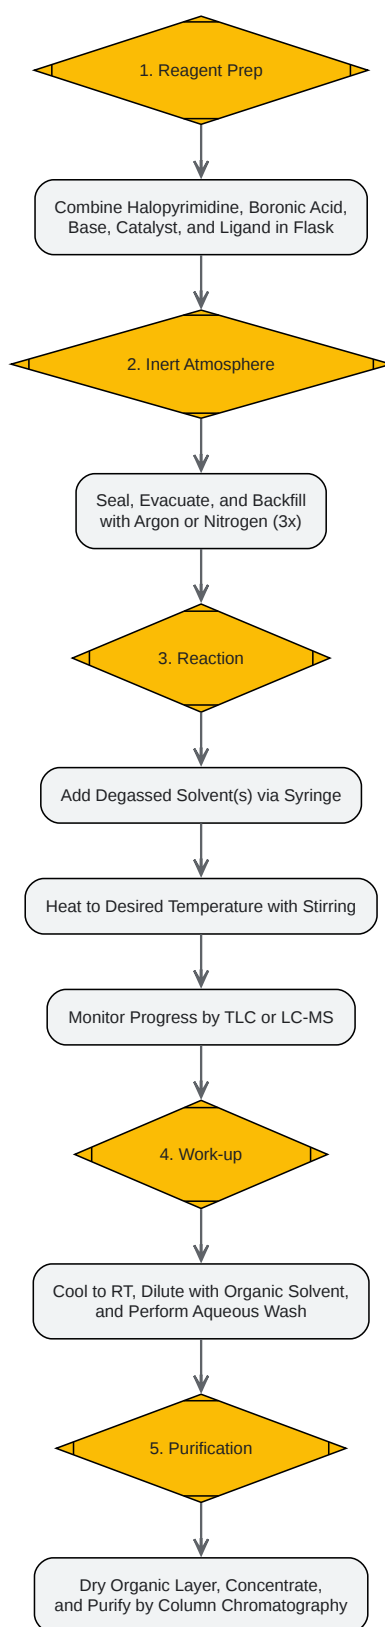 1. Reagent Prep
Combine Halopyrimidine, Boronic Acid,
Base, Catalyst, and Ligand in Flask
2. Inert Atmosphere
Seal, Evacuate, and Backfill
with Argon or Nitrogen (3x)
3. Reaction
Add Degassed Solvent(s) via Syringe
Heat to Desired Temperature with Stirring
Monitor Progress by TLC or LC-MS
4. Work-up
Cool to RT, Dilute with Organic Solvent,
and Perform Aqueous Wash
5. Purification
Dry Organic Layer, Concentrate,
and Purify by Column Chromatography